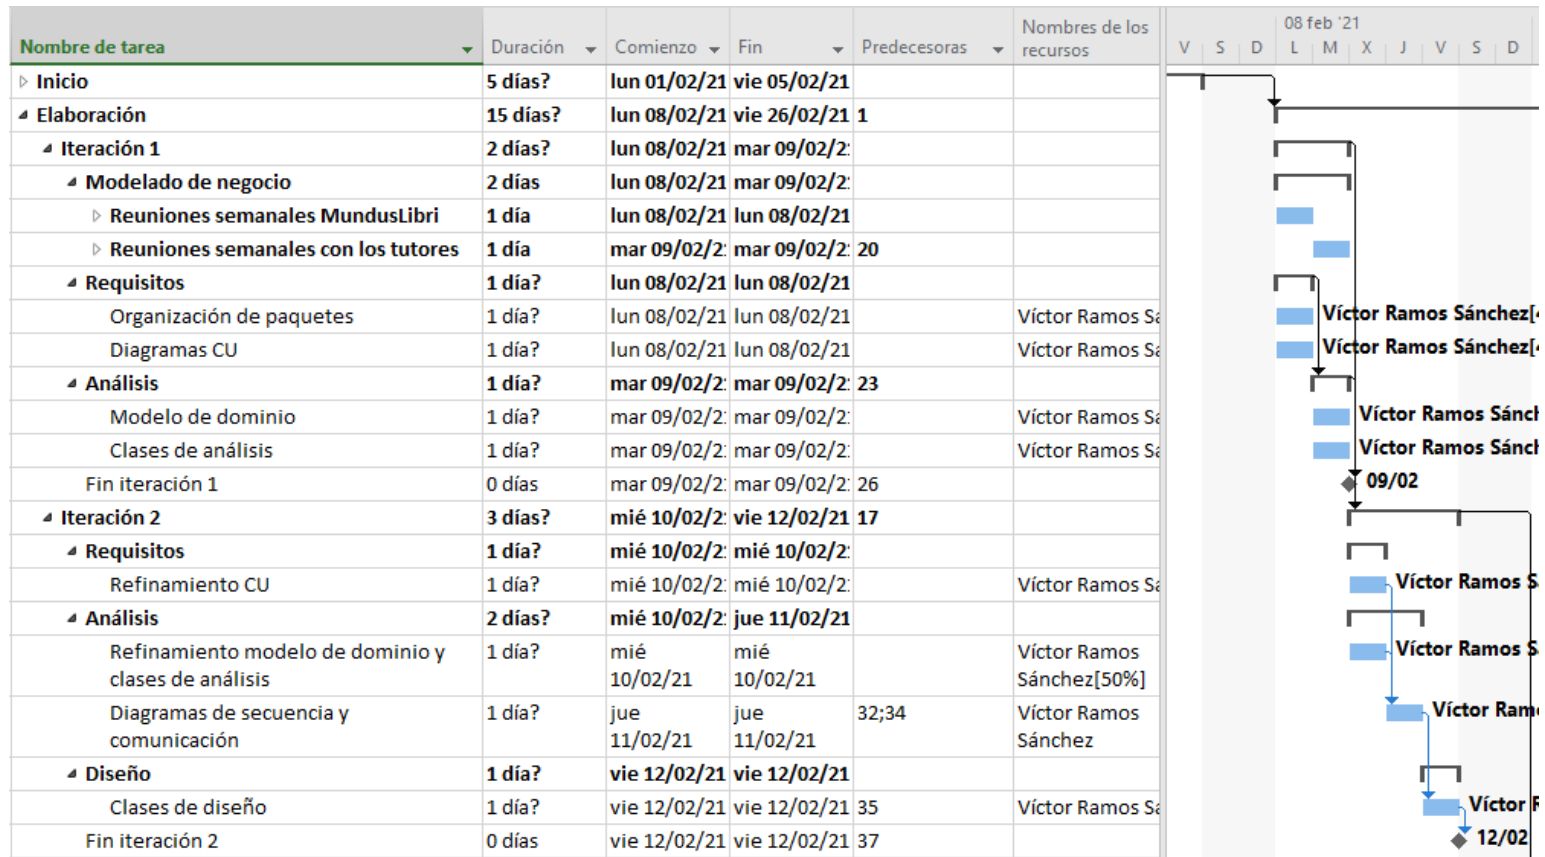 08 feb '21
Nombre de tarea Duración Comienzo Fin Predecesoras Nombres de los recursos V S D L M X J V S D
Inicio 5 días? lun 01/02/21 vie 05/02/21
Elaboración 15 días? lun 08/02/21 vie 26/02/21 1
Iteración 1 2 días? lun 08/02/21 mar 09/02/2
Modelado de negocio 2 días lun 08/02/21 mar 09/02/2
Reuniones semanales MundusLibri 1 día lun 08/02/21 lun 08/02/21
Reuniones semanales con los tutores 1 día mar 09/02/2 mar 09/02/2 20
Requisitos 1 día? lun 08/02/21 lun 08/02/21
Organización de paquetes 1 día? lun 08/02/21 lun 08/02/21 Víctor Ramos Sá Víctor Ramos Sánchez[4
Diagramas CU 1 día? lun 08/02/21 lun 08/02/21 Víctor Ramos Sá Víctor Ramos Sánchez[4
Análisis 1 día? mar 09/02/2 mar 09/02/2 23
Modelo de dominio 1 día? mar 09/02/2 mar 09/02/2 Víctor Ramos Sá Víctor Ramos Sánch
Clases de análisis 1 día? mar 09/02/2 mar 09/02/2 Víctor Ramos Sá Víctor Ramos Sánch
Fin iteración 1 0 días mar 09/02/2 mar 09/02/2 26 09/02
Iteración 2 3 días? mié 10/02/2 vie 12/02/21 17
Requisitos 1 día? mié 10/02/2 mié 10/02/2
Refinamiento CU 1 día? mié 10/02/2 mié 10/02/2 Víctor Ramos Sá Víctor Ramos S
Análisis 2 días? mié 10/02/2 jue 11/02/21
Refinamiento modelo de dominio y 1 día? mié mié Víctor Ramos Víctor Ramos S
clases de análisis 10/02/21 10/02/21 Sánchez[50%]
Diagramas de secuencia y 1 día? jue jue 32;34 Víctor Ramos Víctor Ram
comunicación 11/02/21 11/02/21 Sánchez
Diseño 1 día? vie 12/02/21 vie 12/02/21
Clases de diseño 1 día? vie 12/02/21 vie 12/02/21 35 Víctor Ramos Sá Víctor R
Fin iteración 2 0 días vie 12/02/21 vie 12/02/21 37 12/02